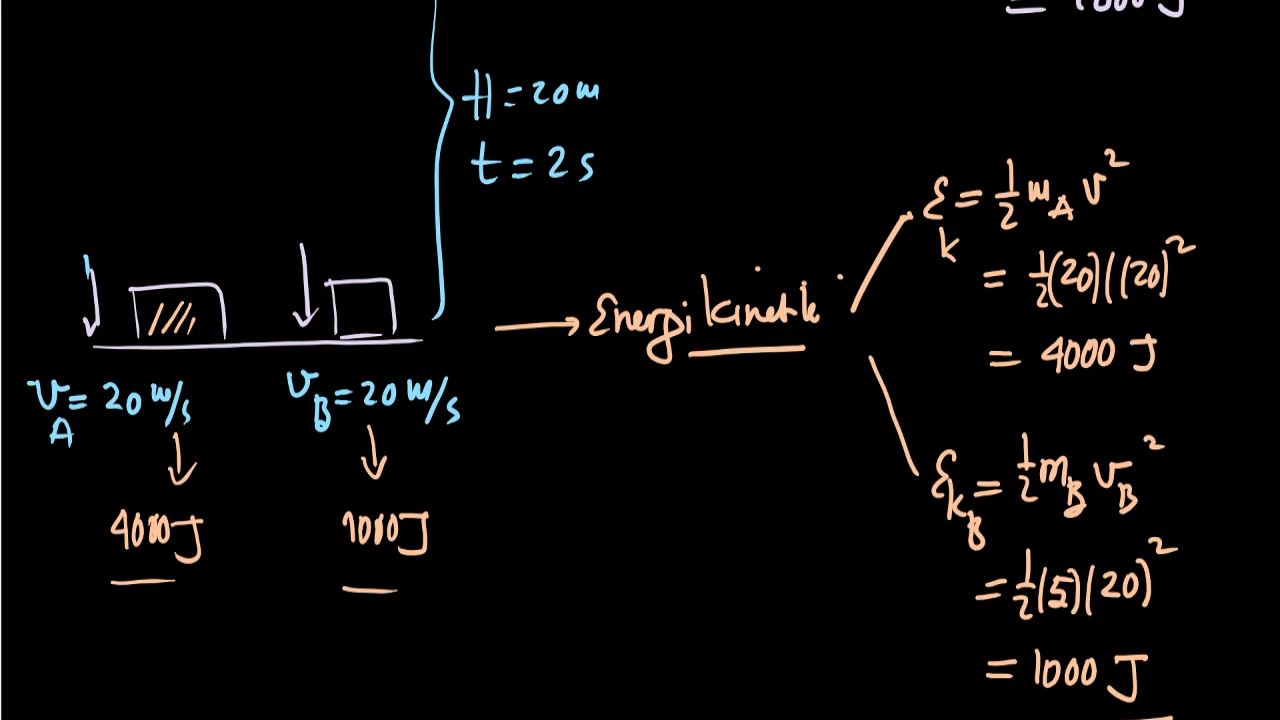 = 1000 J
H = 20 m
t = 2 s
v_A = 20 m/s
v_B = 20 m/s
4000 J
1000 J
Energi kinetik
E_k = 1/2 m_A v²
= 1/2 (20) ((20)²
= 4000 J
E_kB = 1/2 m_B v_B²
= 1/2 (5) (20)²
= 1000 J